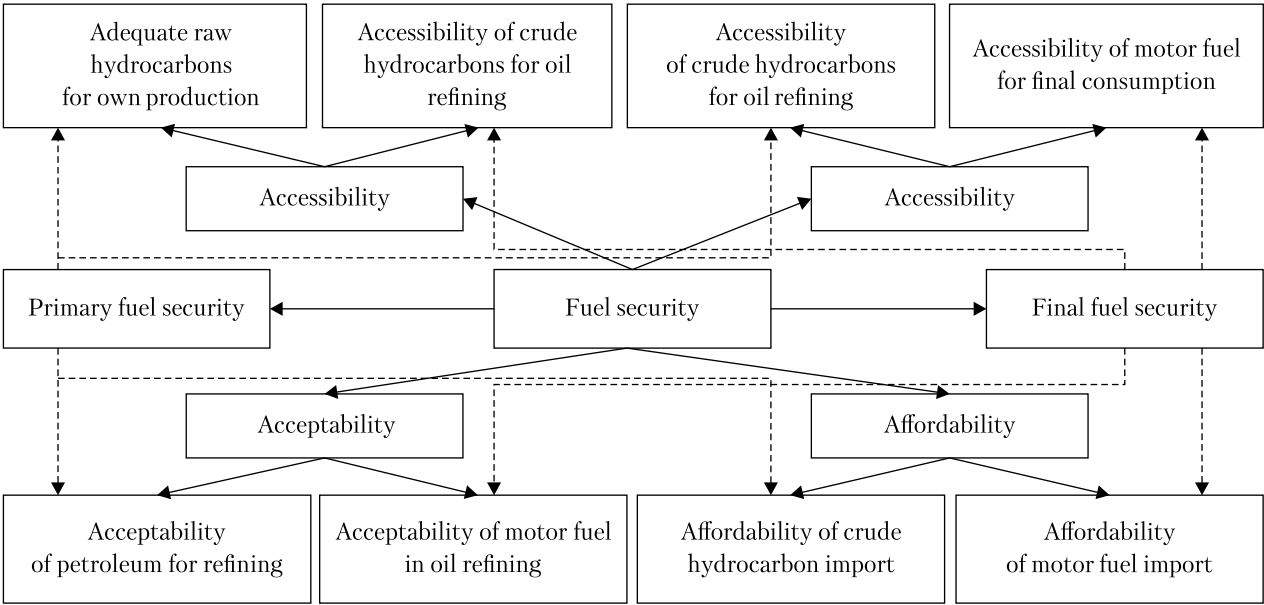 Adequate raw
hydrocarbons
for own production
Accessibility of crude
hydrocarbons for oil
refining
Accessibility
of crude hydrocarbons
for oil refining
Accessibility of motor fuel
for final consumption
Accessibility
Accessibility
Primary fuel security
Fuel security
Final fuel security
Acceptability
Affordability
Acceptability
of petroleum for refining
Acceptability of motor fuel
in oil refining
Affordability of crude
hydrocarbon import
Affordability
of motor fuel import